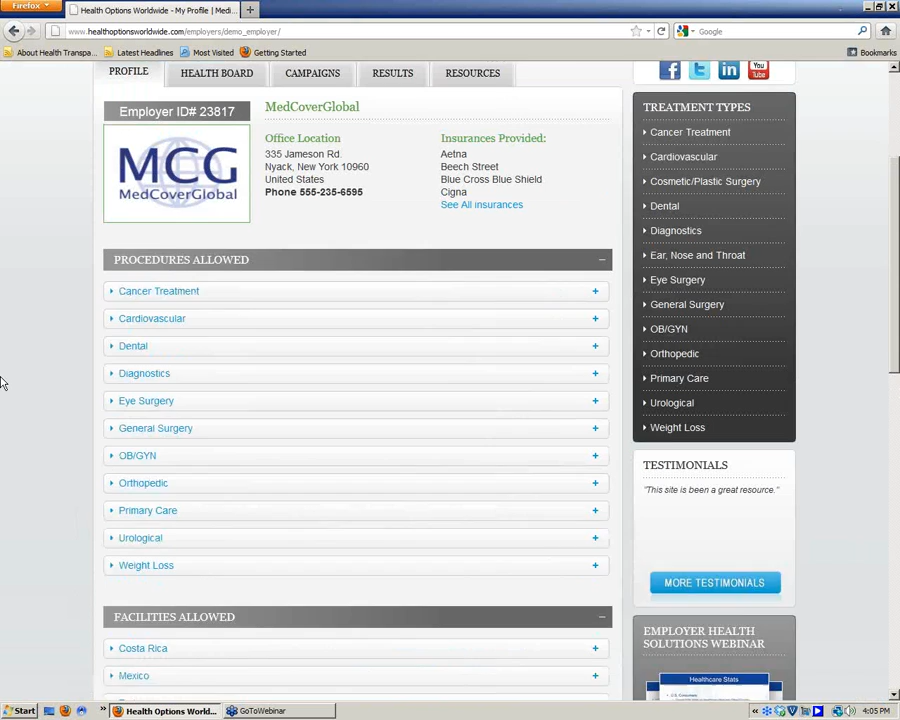 Firefox
Health Options Worldwide - My Profile | Medi...
www.healthoptionsworldwide.com/employers/demo_employer/
Google
About Health Transpa...
Latest Headlines
Most Visited
Getting Started
Bookmarks
PROFILE
HEALTH BOARD
CAMPAIGNS
RESULTS
RESOURCES
Employer ID# 23817
MCG
MedCoverGlobal
MedCoverGlobal
Office Location
335 Jameson Rd.
Nyack, New York 10960
United States
Phone 555-235-6595
Insurances Provided:
Aetna
Beech Street
Blue Cross Blue Shield
Cigna
See All insurances
PROCEDURES ALLOWED
Cancer Treatment
Cardiovascular
Dental
Diagnostics
Eye Surgery
General Surgery
OB/GYN
Orthopedic
Primary Care
Urological
Weight Loss
FACILITIES ALLOWED
Costa Rica
Mexico
You Tube
TREATMENT TYPES
Cancer Treatment
Cardiovascular
Cosmetic/Plastic Surgery
Dental
Diagnostics
Ear, Nose and Throat
Eye Surgery
General Surgery
OB/GYN
Orthopedic
Primary Care
Urological
Weight Loss
TESTIMONIALS
"This site is been a great resource."
MORE TESTIMONIALS
EMPLOYER HEALTH
SOLUTIONS WEBINAR
Healthcare Stats
Start
Health Options Worl...
GoToWebinar
4:05 PM